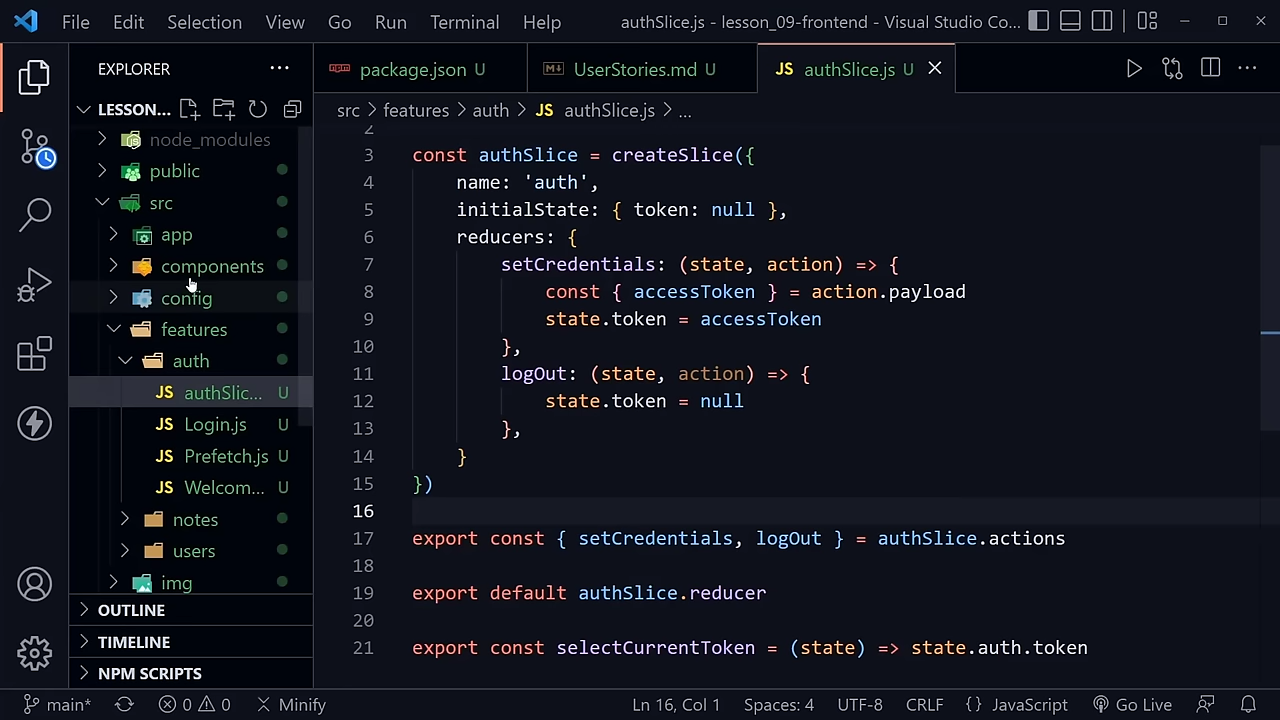 File Edit Selection View Go Run Terminal Help authSlice.js - lesson_09-frontend - Visual Studio Co...
EXPLORER
LESSON...
node_modules
public
src
app
components
config
features
auth
JS authSlic... U
JS Login.js U
JS Prefetch.js U
JS Welcom... U
notes
users
img
OUTLINE
TIMELINE
NPM SCRIPTS
package.json U UserStories.md U JS authSlice.js U
src > features > auth > JS authSlice.js > ...
2
3 const authSlice = createSlice({
4 name: 'auth',
5 initialState: { token: null },
6 reducers: {
7 setCredentials: (state, action) => {
8 const { accessToken } = action.payload
9 state.token = accessToken
10 },
11 logOut: (state, action) => {
12 state.token = null
13 },
14 }
15 })
16
17 export const { setCredentials, logOut } = authSlice.actions
18
19 export default authSlice.reducer
20
21 export const selectCurrentToken = (state) => state.auth.token
main* 0 0 Minify Ln 16, Col 1 Spaces: 4 UTF-8 CRLF {} JavaScript Go Live